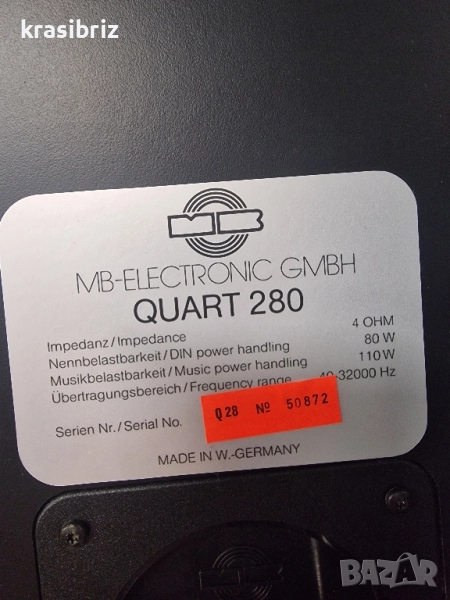 krasibriz
MB
MB-ELECTRONIC GMBH
QUART 280
Impedanz/Impedance 4 OHM
Nennbelastbarkeit/DIN power handling 80 W
Musikbelastbarkeit/Music power handling 110 W
Übertragungsbereich/Frequency range 40-32000 Hz
Serien Nr./Serial No. Q28 № 50872
MADE IN W.-GERMANY
BAZAR